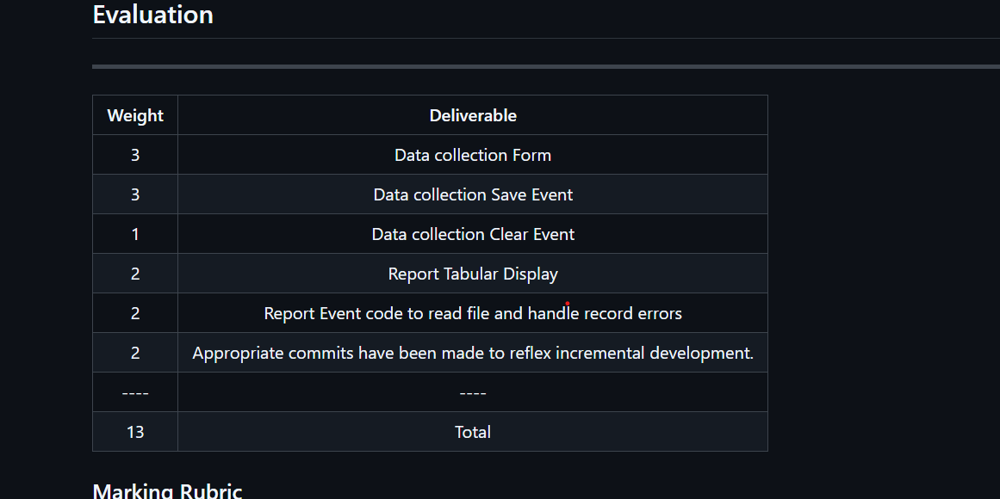 Evaluation
Weight Deliverable
3 Data collection Form
3 Data collection Save Event
1 Data collection Clear Event
2 Report Tabular Display
2 Report Event code to read file and handle record errors
2 Appropriate commits have been made to reflex incremental development.
---- ----
13 Total
Marking Rubric